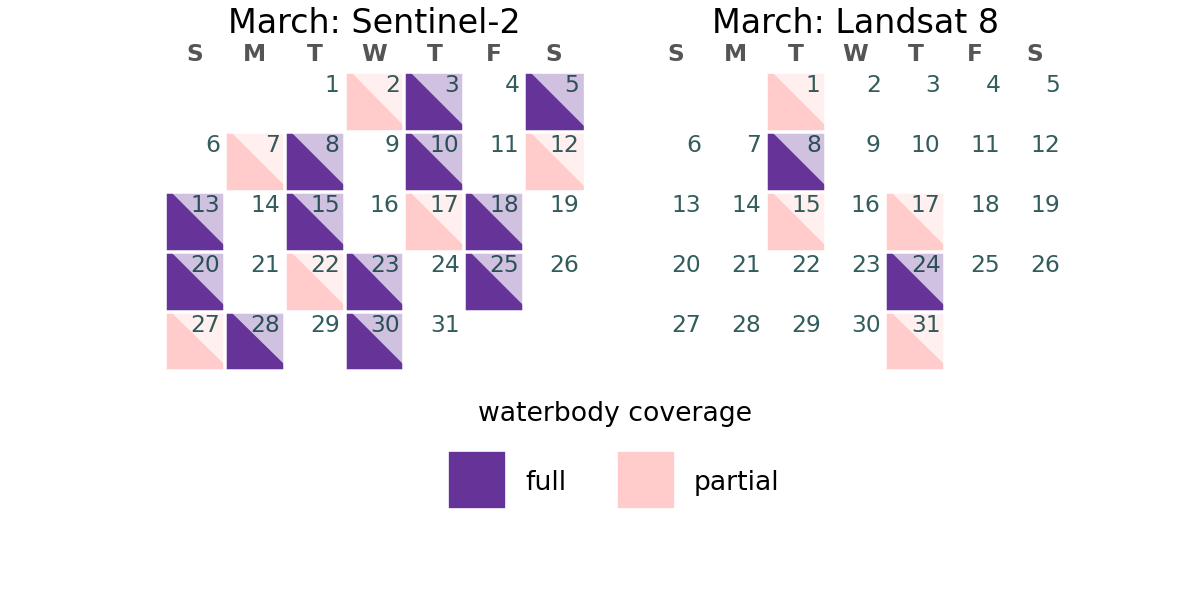 March: Sentinel-2
S M T W T F S
1 2 3 4 5
6 7 8 9 10 11 12
13 14 15 16 17 18 19
20 21 22 23 24 25 26
27 28 29 30 31
March: Landsat 8
S M T W T F S
1 2 3 4 5
6 7 8 9 10 11 12
13 14 15 16 17 18 19
20 21 22 23 24 25 26
27 28 29 30 31
waterbody coverage
full partial